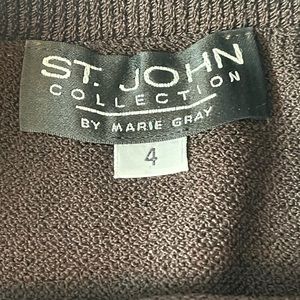 ST. JOHN
COLLECTION
BY MARIE GRAY
4